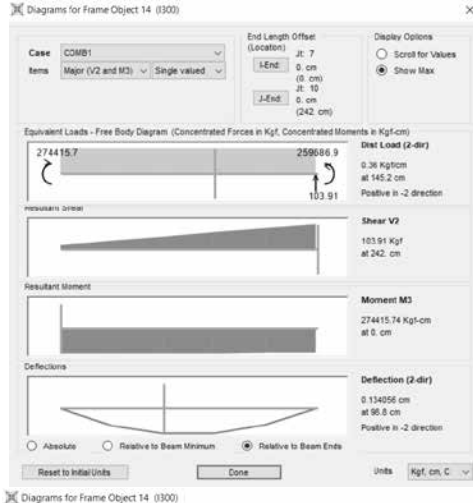 Diagrams for Frame Object 14 (I300)
Case COMB1
Items Major (V2 and M3) Single valued
End Length Offset
(Location)
Jt: 7
I-End: 0. cm
(0. cm)
Jt: 10
J-End: 0. cm
(242. cm)
Display Options
Scroll for Values
Show Max
Equivalent Loads - Free Body Diagram (Concentrated Forces in Kgf, Concentrated Moments in Kgf-cm)
274415.7
259686.9
103.91
Dist Load (2-dir)
0.36 Kgf/cm
at 145.2 cm
Positive in -2 direction
Resultant Shear
Shear V2
103.91 Kgf
at 242. cm
Resultant Moment
Moment M3
274415.74 Kgf-cm
at 0. cm
Deflections
Deflection (2-dir)
0.134056 cm
at 96.8 cm
Positive in -2 direction
Absolute Relative to Beam Minimum Relative to Beam Ends
Reset to Initial Units Done Units Kgf, cm, C
Diagrams for Frame Object 14 (I300)